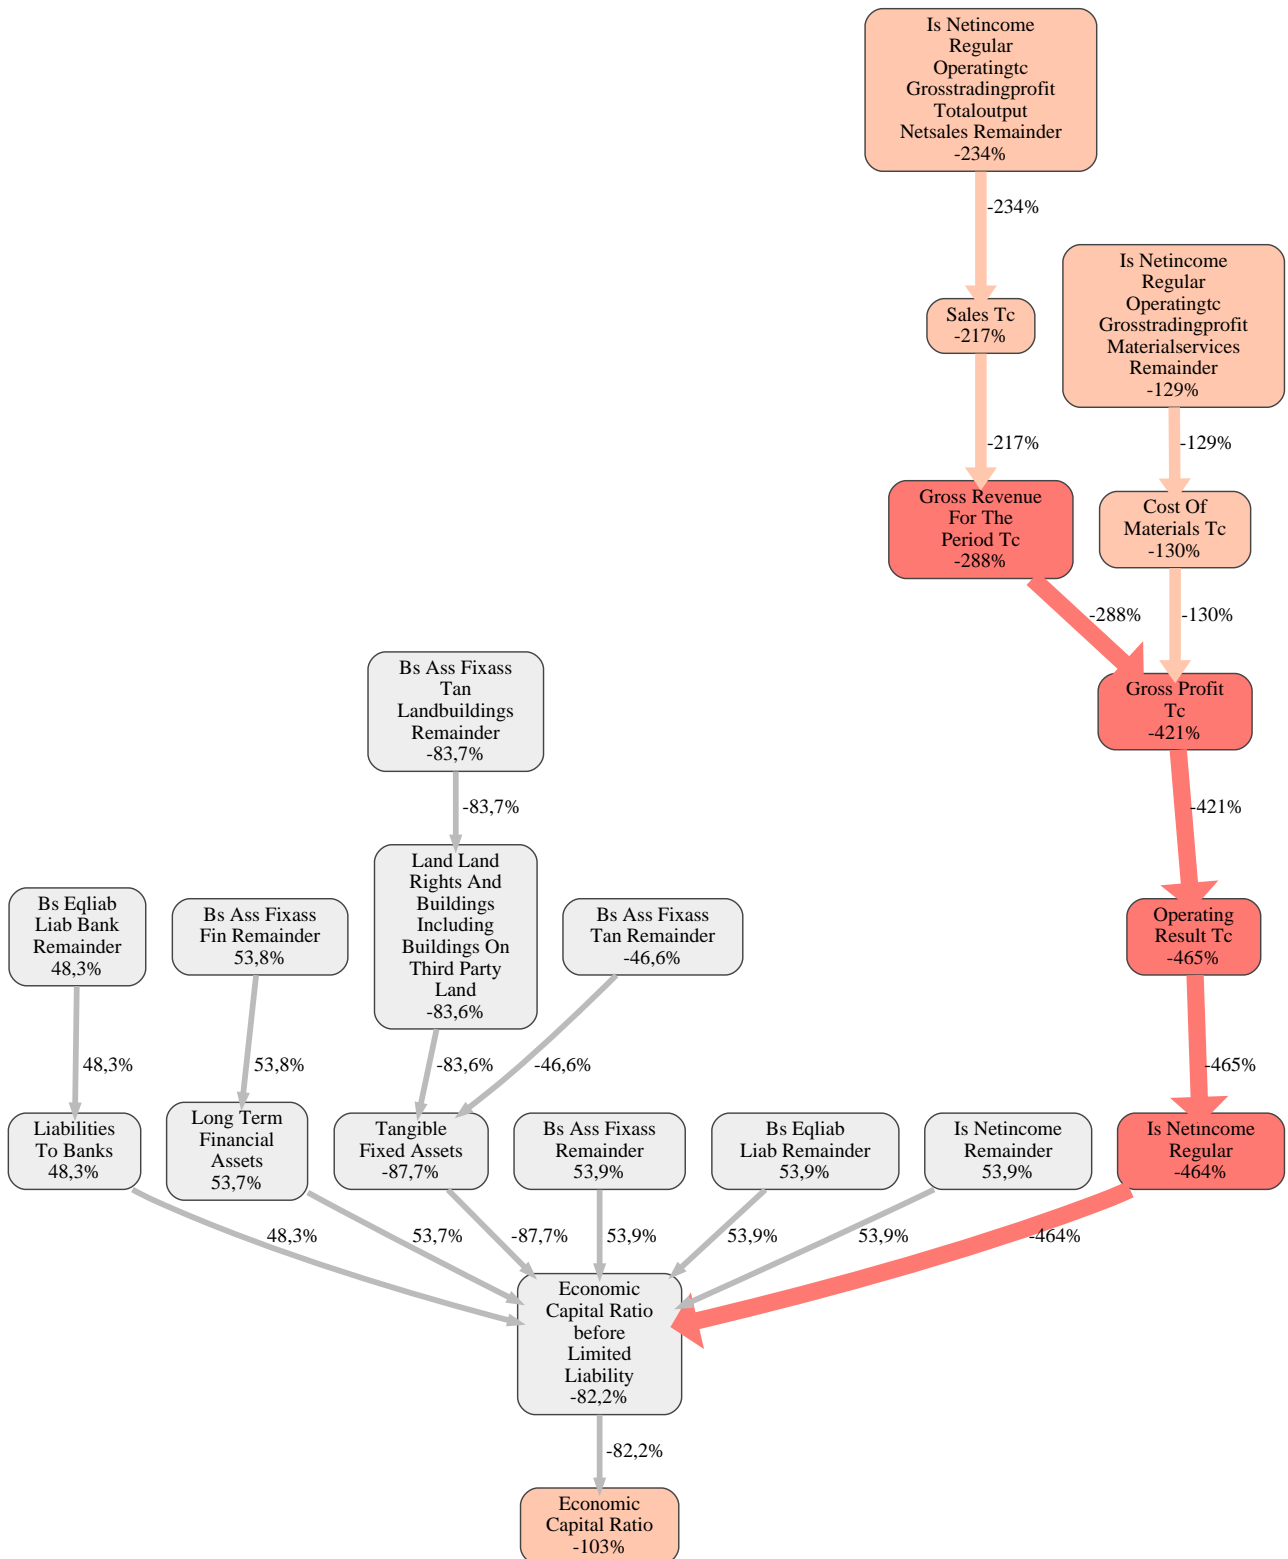 Is Netincome
Regular
Operatingtc
Grosstradingprofit
Totaloutput
Netsales Remainder
-234%
-234%
Sales Tc
-217%
Is Netincome
Regular
Operatingtc
Grosstradingprofit
Materialservices
Remainder
-129%
-217%
-129%
Gross Revenue
For The
Period Tc
-288%
Cost Of
Materials Tc
-130%
-288%
-130%
Bs Ass Fixass
Tan
Landbuildings
Remainder
-83,7%
Gross Profit
Tc
-421%
-83,7%
-421%
Bs Eqliab
Liab Bank
Remainder
48,3%
Bs Ass Fixass
Fin Remainder
53,8%
Land Land
Rights And
Buildings
Including
Buildings On
Third Party
Land
-83,6%
Bs Ass Fixass
Tan Remainder
-46,6%
Operating
Result Tc
-465%
48,3%
53,8%
-83,6%
-46,6%
-465%
Liabilities
To Banks
48,3%
Long Term
Financial
Assets
53,7%
Tangible
Fixed Assets
-87,7%
Bs Ass Fixass
Remainder
53,9%
Bs Eqliab
Liab Remainder
53,9%
Is Netincome
Remainder
53,9%
Is Netincome
Regular
-464%
48,3%
53,7%
-87,7%
53,9%
53,9%
53,9%
-464%
Economic
Capital Ratio
before
Limited
Liability
-82,2%
-82,2%
Economic
Capital Ratio
-103%